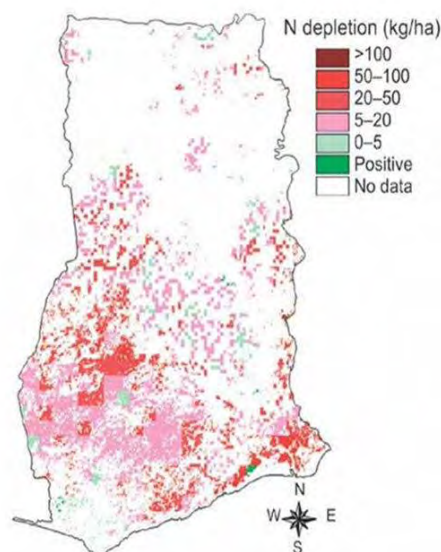 N depletion (kg/ha)
>100
50–100
20–50
5–20
0–5
Positive
No data
N
W E
S